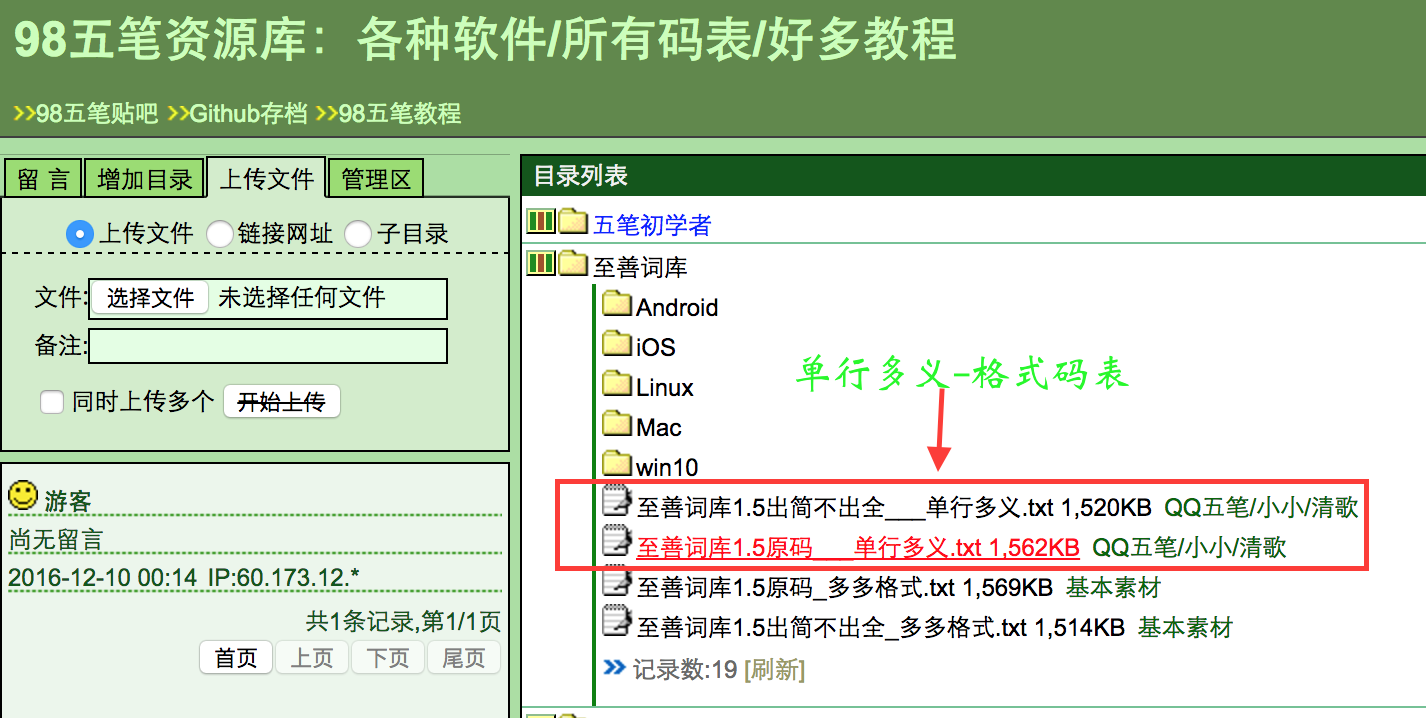 98五笔资源库：各种软件/所有码表/好多教程
>>98五笔贴吧 >>Github存档 >>98五笔教程
留 言 增加目录 上传文件 管理区
上传文件 链接网址 子目录
文件: 选择文件 未选择任何文件
备注:
同时上传多个 开始上传
游客
尚无留言
2016-12-10 00:14 IP:60.173.12.*
共1条记录,第1/1页
首页 上页 下页 尾页
目录列表
五笔初学者
至善词库
Android
iOS
Linux
Mac
win10
单行多义-格式码表
至善词库1.5出简不出全___单行多义.txt 1,520KB QQ五笔/小小/清歌
至善词库1.5原码___单行多义.txt 1,562KB QQ五笔/小小/清歌
至善词库1.5原码_多多格式.txt 1,569KB 基本素材
至善词库1.5出简不出全_多多格式.txt 1,514KB 基本素材
记录数:19 [刷新]